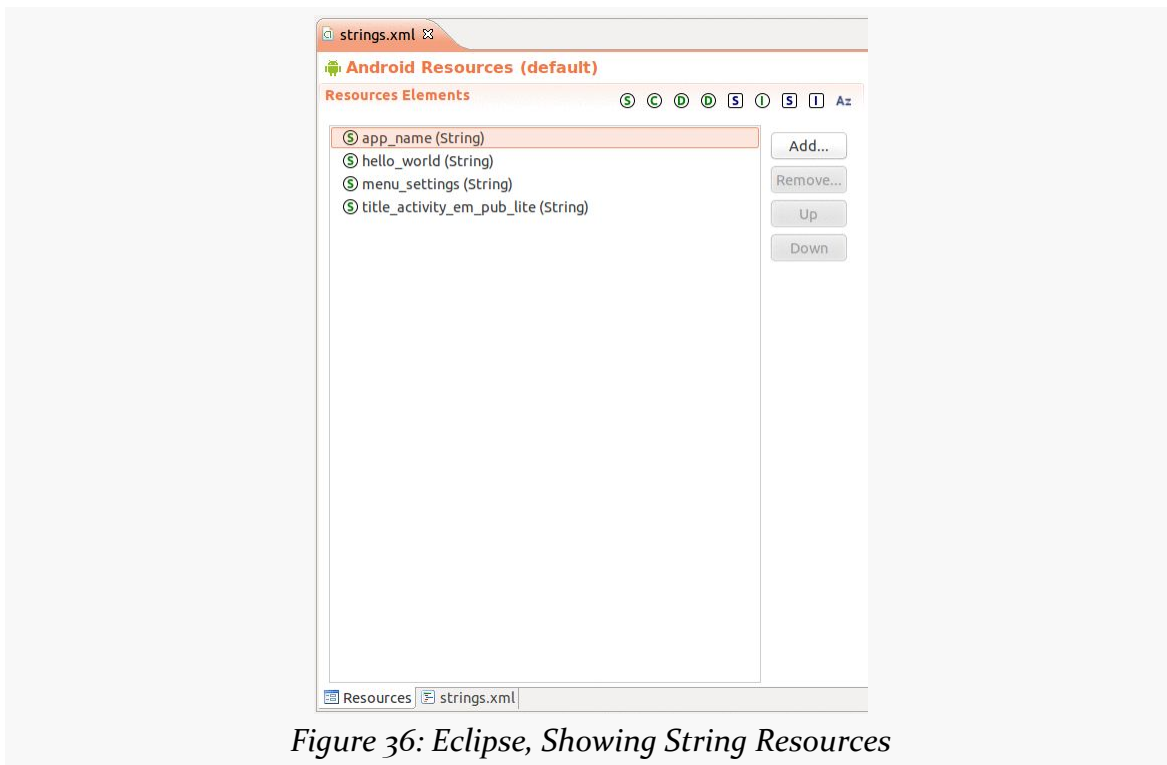 strings.xml
Android Resources (default)
Resources Elements
S C D D S I S I Az
S app_name (String)
S hello_world (String)
S menu_settings (String)
S title_activity_em_pub_lite (String)
Add...
Remove...
Up
Down
Resources strings.xml
Figure 36: Eclipse, Showing String Resources